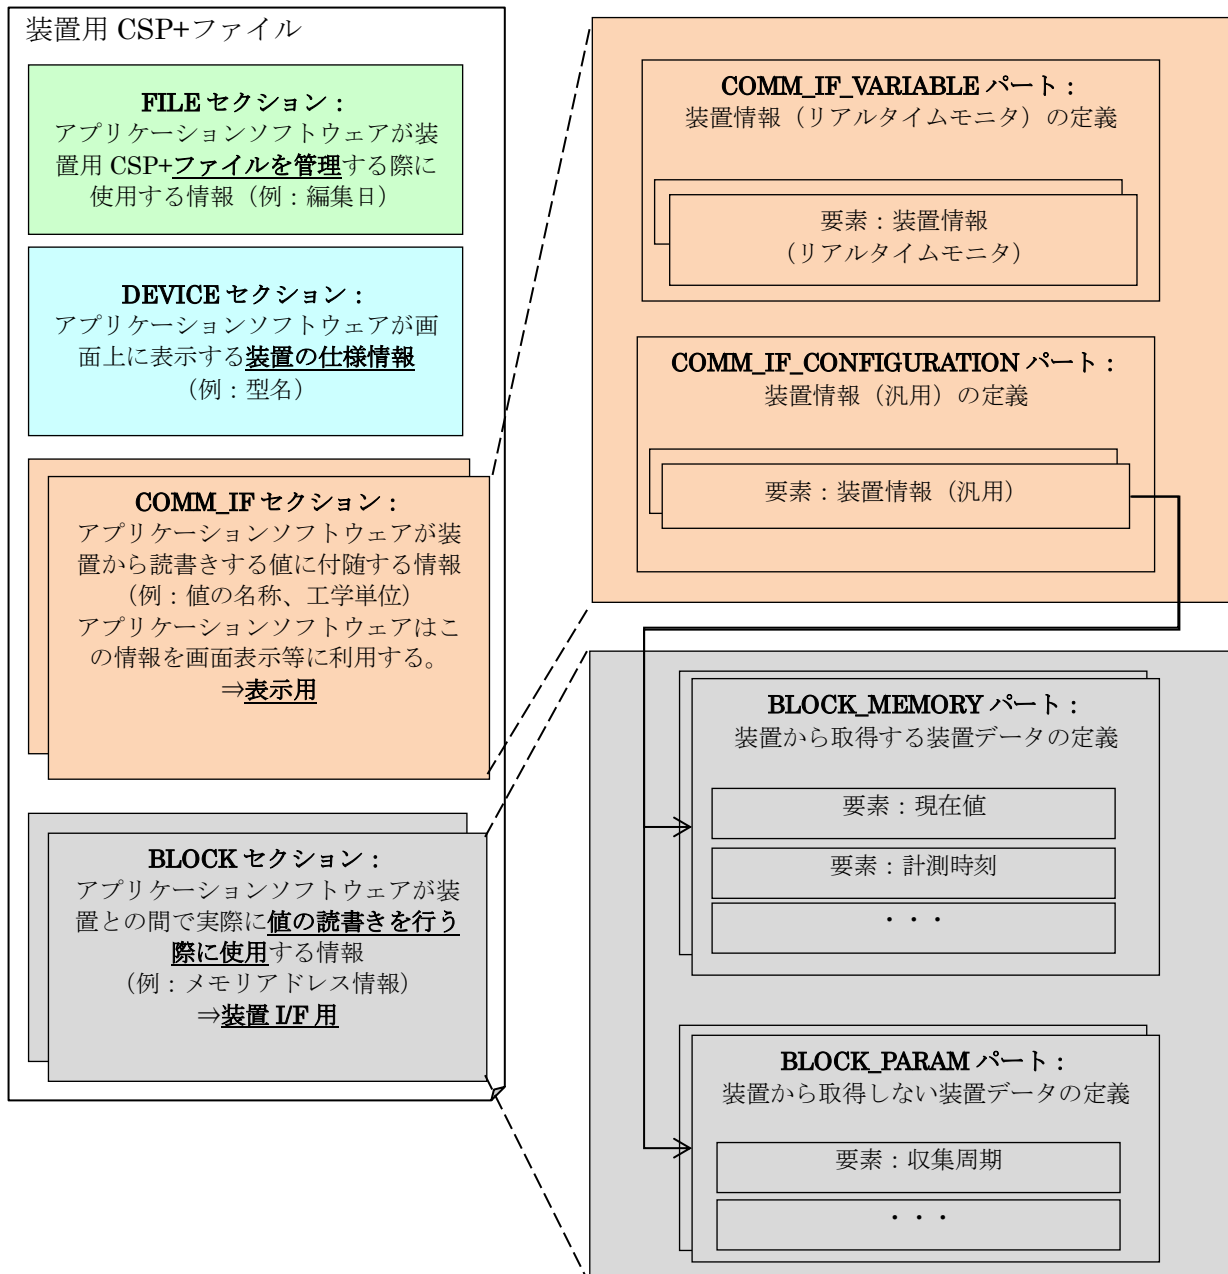 装置用 CSP+ファイル
FILE セクション：
アプリケーションソフトウェアが装
置用 CSP+ファイルを管理する際に
使用する情報（例：編集日）
DEVICE セクション：
アプリケーションソフトウェアが画
面上に表示する装置の仕様情報
（例：型名）
COMM_IF セクション：
アプリケーションソフトウェアが装
置から読書きする値に付随する情報
（例：値の名称、工学単位）
アプリケーションソフトウェアはこ
の情報を画面表示等に利用する。
⇒表示用
BLOCK セクション：
アプリケーションソフトウェアが装
置との間で実際に値の読書きを行う
際に使用する情報
（例：メモリアドレス情報）
⇒装置 I/F 用
COMM_IF_VARIABLE パート：
装置情報（リアルタイムモニタ）の定義
要素：装置情報
（リアルタイムモニタ）
COMM_IF_CONFIGURATION パート：
装置情報（汎用）の定義
要素：装置情報（汎用）
BLOCK_MEMORY パート：
装置から取得する装置データの定義
要素：現在値
要素：計測時刻
・・・
BLOCK_PARAM パート：
装置から取得しない装置データの定義
要素：収集周期
・・・